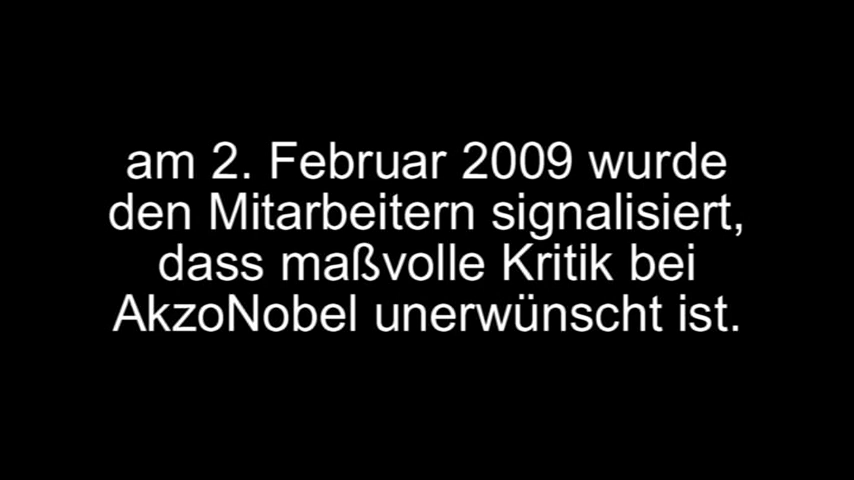 am 2. Februar 2009 wurde
den Mitarbeitern signalisiert,
dass maßvolle Kritik bei
AkzoNobel unerwünscht ist.